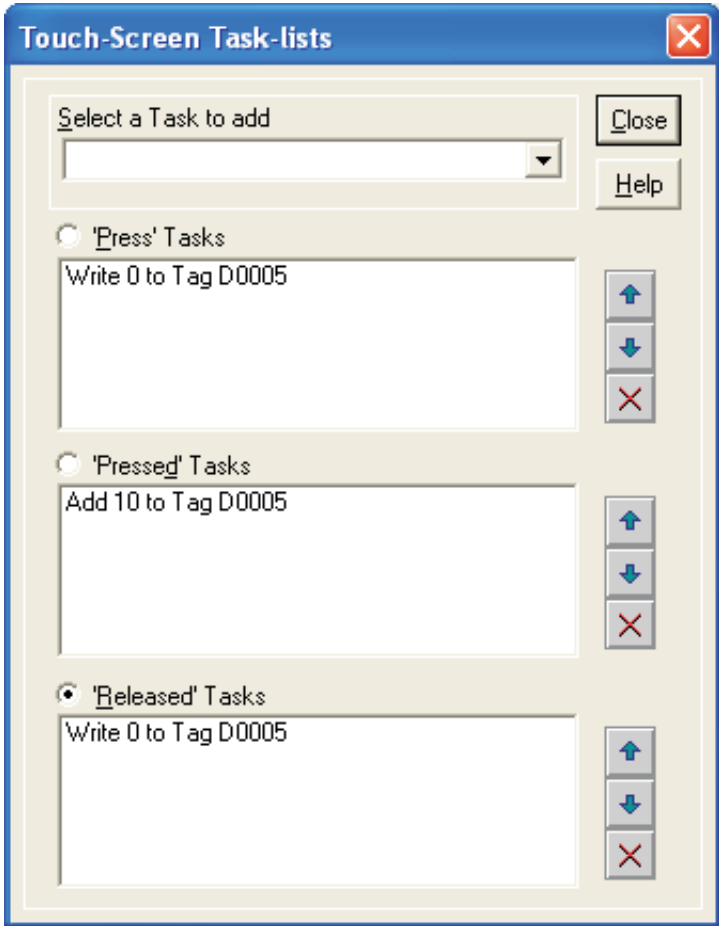 Touch-Screen Task-lists
Select a Task to add
Close
Help
'Press' Tasks
Write 0 to Tag D0005
'Pressed' Tasks
Add 10 to Tag D0005
'Released' Tasks
Write 0 to Tag D0005